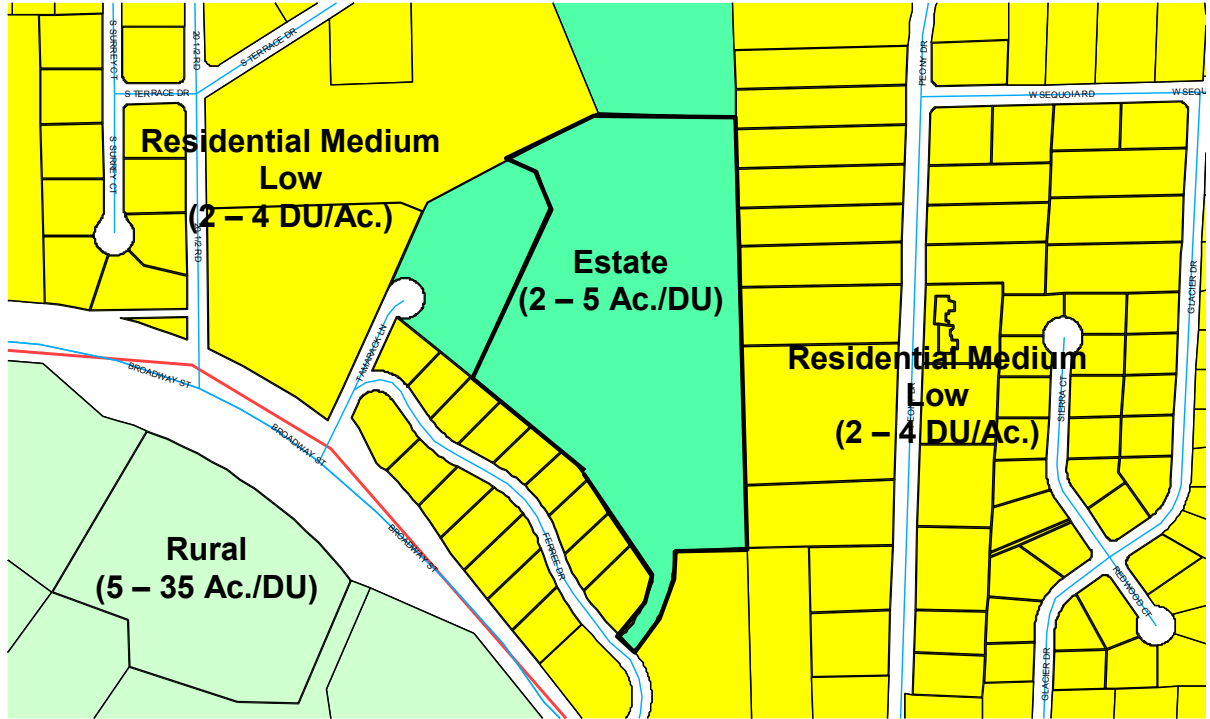 S SURREY CT
20 1/2 RD
S TERRACE DR
S TERRACE DR
PEONY DR
W SEQUOIA RD
W SEQU
Residential Medium
Low
(2 – 4 DU/Ac.)
S SURREY CT
20 1/2 RD
Estate
(2 – 5 Ac./DU)
GLACIER DR
TAMARACK LN
BROADWAY ST
Residential Medium
Low
(2 – 4 DU/Ac.)
SIERRA CT
BROADWAY ST
BROADWAY ST
FERREE DR
Rural
(5 – 35 Ac./DU)
REDWOOD CT
GLACIER DR